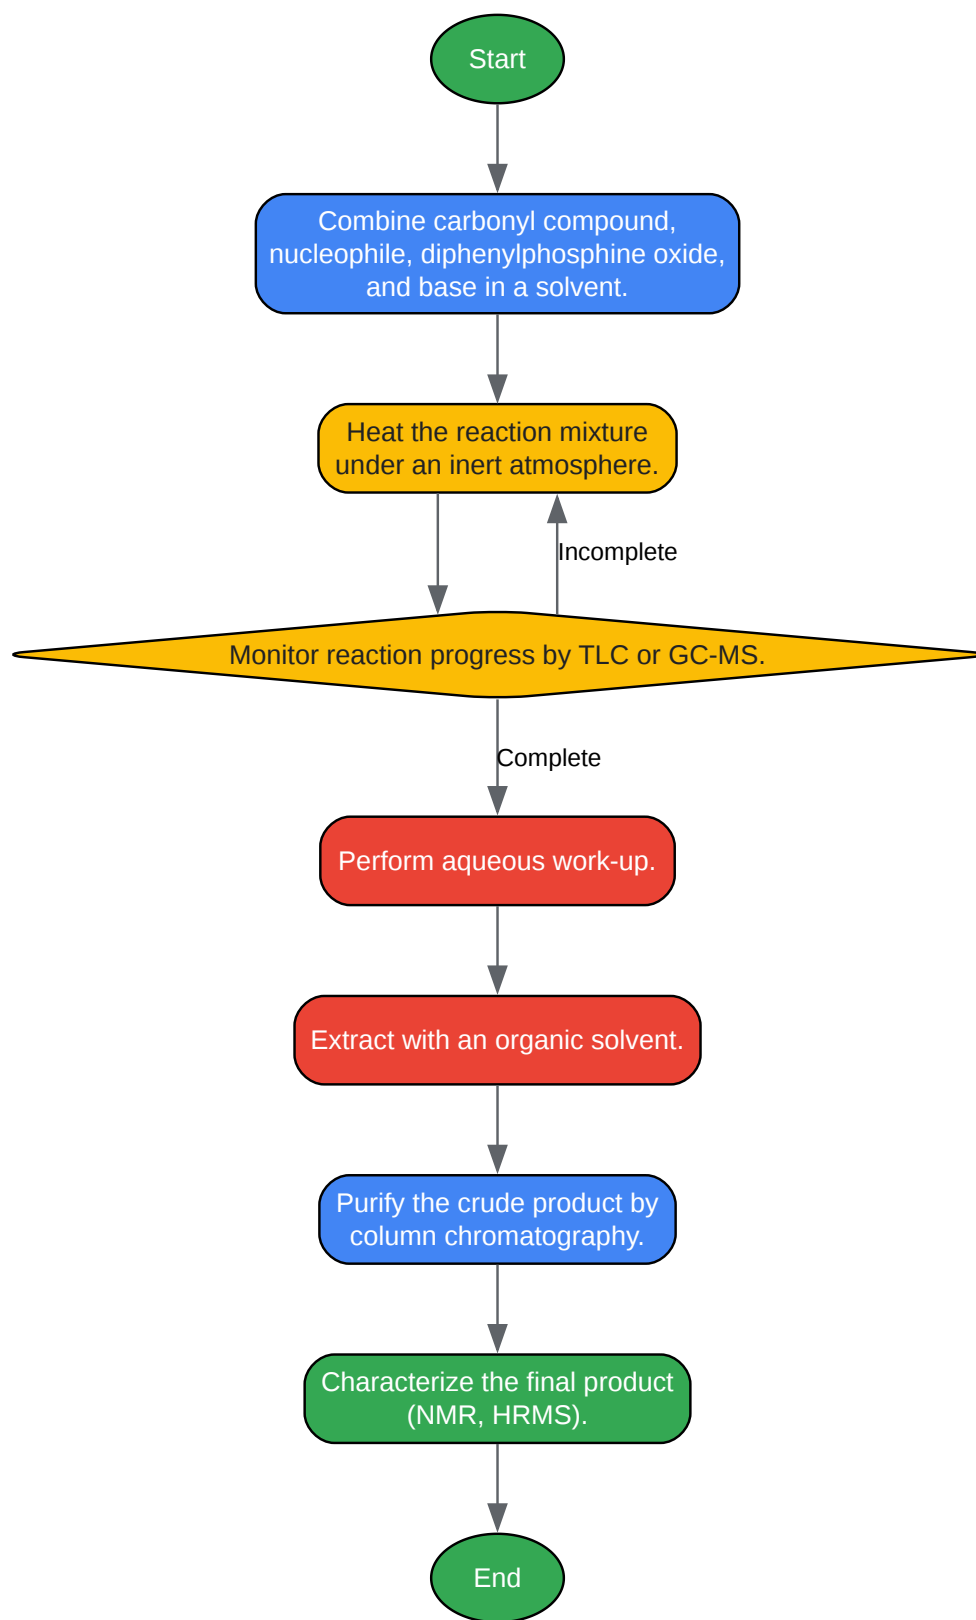 Start
Combine carbonyl compound,
nucleophile, diphenylphosphine oxide,
and base in a solvent.
Heat the reaction mixture
under an inert atmosphere.
Incomplete
Monitor reaction progress by TLC or GC-MS.
Complete
Perform aqueous work-up.
Extract with an organic solvent.
Purify the crude product by
column chromatography.
Characterize the final product
(NMR, HRMS).
End